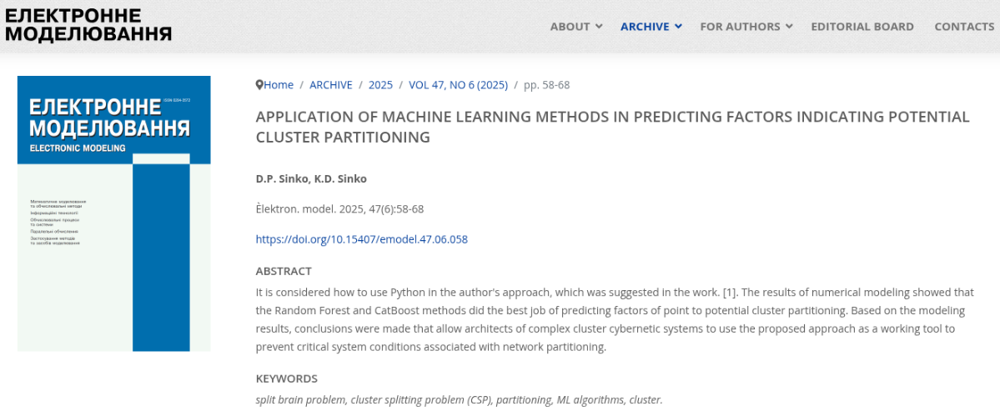 ЕЛЕКТРОННЕ
МОДЕЛЮВАННЯ
ABOUT
ARCHIVE
FOR AUTHORS
EDITORIAL BOARD
CONTACTS
ISSN 0204-3572
ЕЛЕКТРОННЕ
МОДЕЛЮВАННЯ
ELECTRONIC MODELING
Математичне моделювання
та обчислювальні методи
Інформаційні технології
Обчислювальні процеси
та системи
Паралельні обчислення
Застосування методів
та засобів моделювання
Home / ARCHIVE / 2025 / VOL 47, NO 6 (2025) / pp. 58-68
APPLICATION OF MACHINE LEARNING METHODS IN PREDICTING FACTORS INDICATING POTENTIAL
CLUSTER PARTITIONING
D.P. Sinko, K.D. Sinko
Èlektron. model. 2025, 47(6):58-68
https://doi.org/10.15407/emodel.47.06.058
ABSTRACT
It is considered how to use Python in the author's approach, which was suggested in the work. [1]. The results of numerical modeling showed that
the Random Forest and CatBoost methods did the best job of predicting factors of point to potential cluster partitioning. Based on the modeling
results, conclusions were made that allow architects of complex cluster cybernetic systems to use the proposed approach as a working tool to
prevent critical system conditions associated with network partitioning.
KEYWORDS
split brain problem, cluster splitting problem (CSP), partitioning, ML algorithms, cluster.